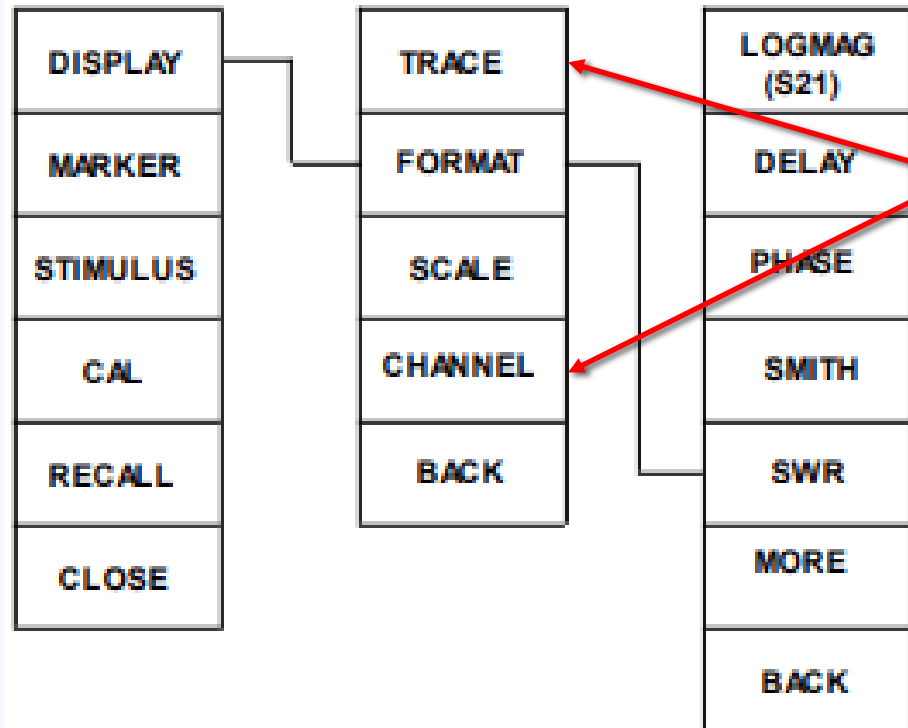 DISPLAY
MARKER
STIMULUS
CAL
RECALL
CLOSE
TRACE
FORMAT
SCALE
CHANNEL
BACK
LOGMAG
(S21)
DELAY
PHASE
SMITH
SWR
MORE
BACK